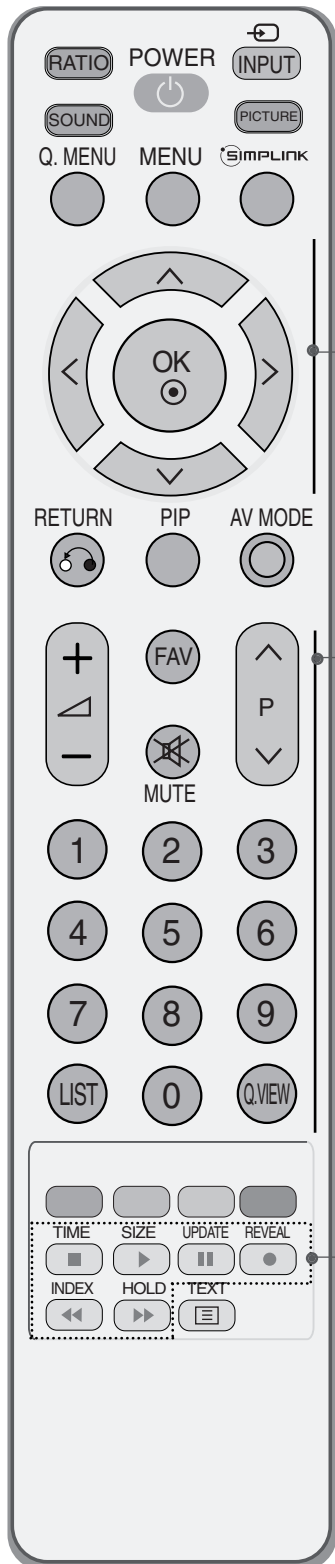 RATIO POWER INPUT
SOUND PICTURE
Q. MENU MENU SIMPLINK
OK
RETURN PIP AV MODE
+ FAV
P
-
MUTE
1 2 3
4 5 6
7 8 9
LIST 0 Q.VIEW
TIME SIZE UPDATE REVEAL
INDEX HOLD TEXT